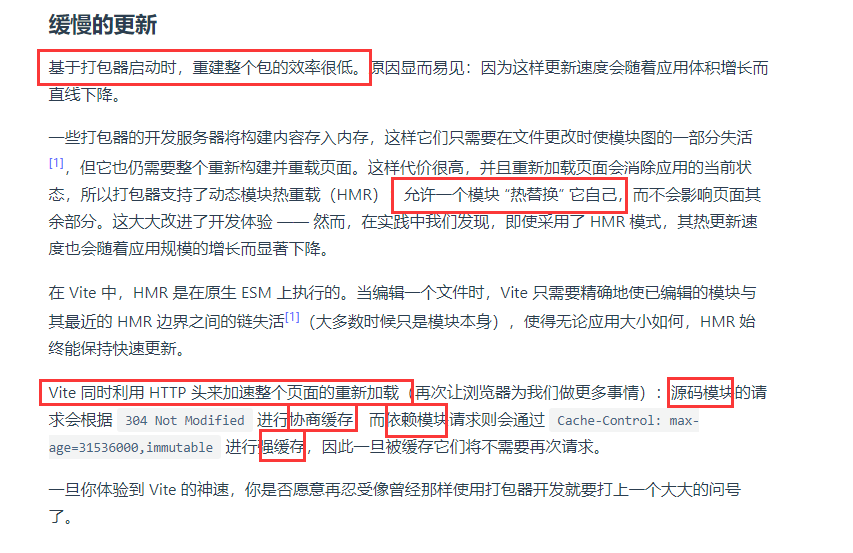 缓慢的更新
基于打包器启动时，重建整个包的效率很低。原因显而易见：因为这样更新速度会随着应用体积增长而
直线下降。
一些打包器的开发服务器将构建内容存入内存，这样它们只需要在文件更改时使模块图的一部分失活
[1]，但它也仍需要整个重新构建并重载页面。这样代价很高，并且重新加载页面会消除应用的当前状
态，所以打包器支持了动态模块热重载（HMR） 允许一个模块 “热替换” 它自己，而不会影响页面其
余部分。这大大改进了开发体验 —— 然而，在实践中我们发现，即使采用了 HMR 模式，其热更新速
度也会随着应用规模的增长而显著下降。
在 Vite 中，HMR 是在原生 ESM 上执行的。当编辑一个文件时，Vite 只需要精确地使已编辑的模块与
其最近的 HMR 边界之间的链失活[1]（大多数时候只是模块本身），使得无论应用大小如何，HMR 始
终能保持快速更新。
Vite 同时利用 HTTP 头来加速整个页面的重新加载（再次让浏览器为我们做更多事情）：源码模块的请
求会根据 304 Not Modified 进行协商缓存 而依赖模块请求则会通过 Cache-Control: max-
age=31536000,immutable 进行强缓存，因此一旦被缓存它们将不需要再次请求。
一旦你体验到 Vite 的神速，你是否愿意再忍受像曾经那样使用打包器开发就要打上一个大大的问号
了。